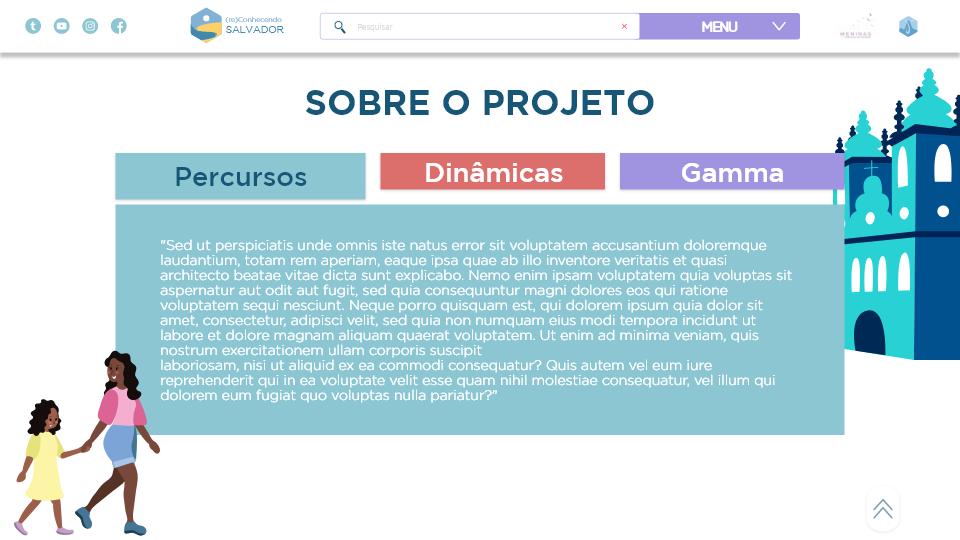 (re)Conhecendo
SALVADOR
Pesquisar
MENU
MENINAS
SOBRE O PROJETO
Percursos
Dinâmicas
Gamma
"Sed ut perspiciatis unde omnis iste natus error sit voluptatem accusantium doloremque
laudantium, totam rem aperiam, eaque ipsa quae ab illo inventore veritatis et quasi
architecto beatae vitae dicta sunt explicabo. Nemo enim ipsam voluptatem quia voluptas sit
aspernatur aut odit aut fugit, sed quia consequuntur magni dolores eos qui ratione
voluptatem sequi nesciunt. Neque porro quisquam est, qui dolorem ipsum quia dolor sit
amet, consectetur, adipisci velit, sed quia non numquam eius modi tempora incidunt ut
labore et dolore magnam aliquam quaerat voluptatem. Ut enim ad minima veniam, quis
nostrum exercitationem ullam corporis suscipit
laboriosam, nisi ut aliquid ex ea commodi consequatur? Quis autem vel eum iure
reprehenderit qui in ea voluptate velit esse quam nihil molestiae consequatur, vel illum qui
dolorem eum fugiat quo voluptas nulla pariatur?"